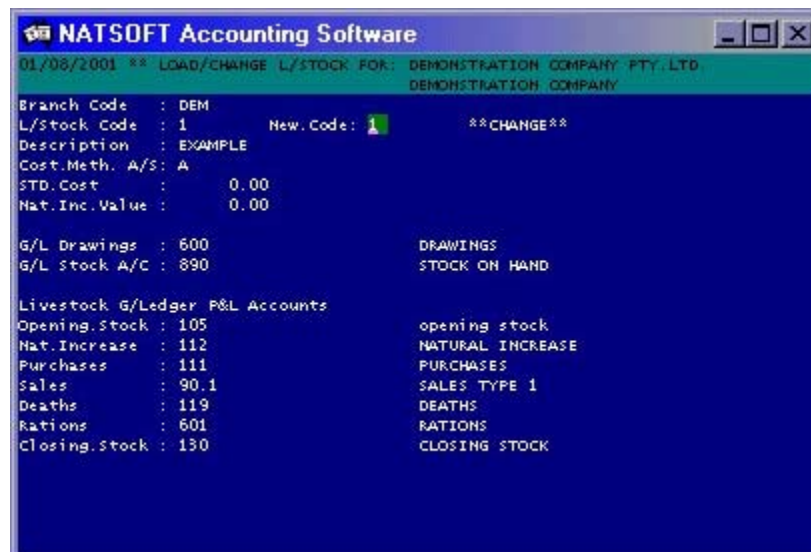 NATSOFT Accounting Software
01/08/2001 ** LOAD/CHANGE L/STOCK FOR: DEMONSTRATION COMPANY PTY.LTD.
DEMONSTRATION COMPANY
Branch Code : DEM
L/Stock Code : 1 New.Code: 1 **CHANGE**
Description : EXAMPLE
Cost.Meth. A/S: A
STD.Cost : 0.00
Nat.Inc.Value : 0.00
G/L Drawings : 600 DRAWINGS
G/L Stock A/C : 890 STOCK ON HAND
Livestock G/Ledger P&L Accounts
Opening.Stock : 105 opening stock
Nat.Increase : 112 NATURAL INCREASE
Purchases : 111 PURCHASES
Sales : 90.1 SALES TYPE 1
Deaths : 119 DEATHS
Rations : 601 RATIONS
Closing.Stock : 130 CLOSING STOCK